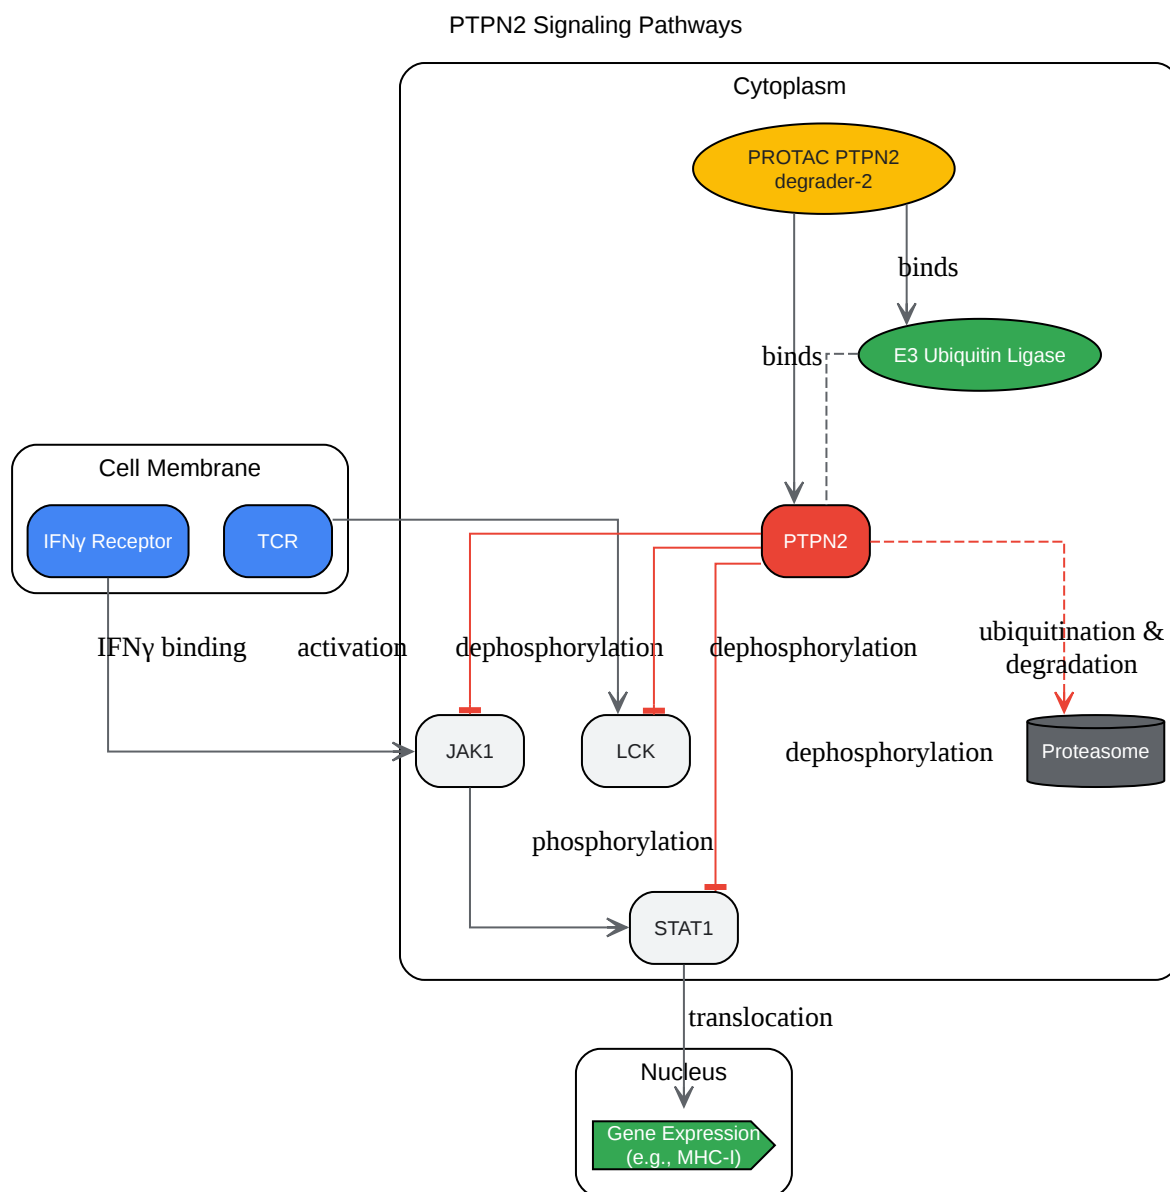 PTPN2 Signaling Pathways
Cytoplasm
PROTAC PTPN2
degrader-2
binds
E3 Ubiquitin Ligase
binds
Cell Membrane
IFNγ Receptor
TCR
PTPN2
IFNγ binding
activation
dephosphorylation
dephosphorylation
ubiquitination &
degradation
JAK1
LCK
dephosphorylation
Proteasome
phosphorylation
STAT1
translocation
Nucleus
Gene Expression
(e.g., MHC-I)